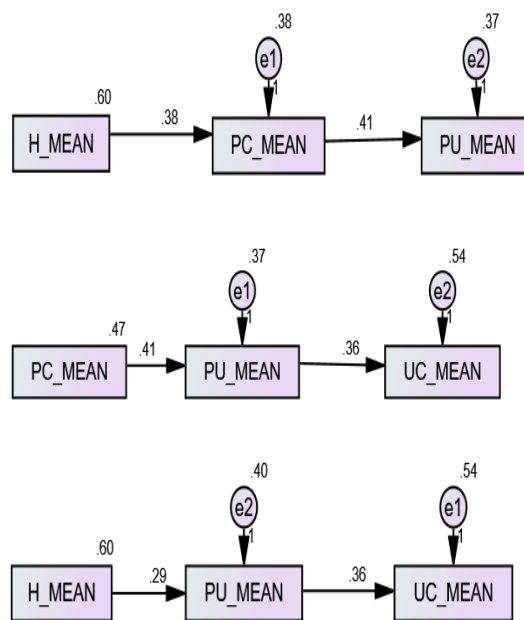 .38 .37
e1 e2
.60 1 1
H_MEAN .38 PC_MEAN .41 PU_MEAN
.37 .54
e1 e2
.47 1 1
PC_MEAN .41 PU_MEAN .36 UC_MEAN
.40 .54
e2 e1
.60 1 1
H_MEAN .29 PU_MEAN .36 UC_MEAN